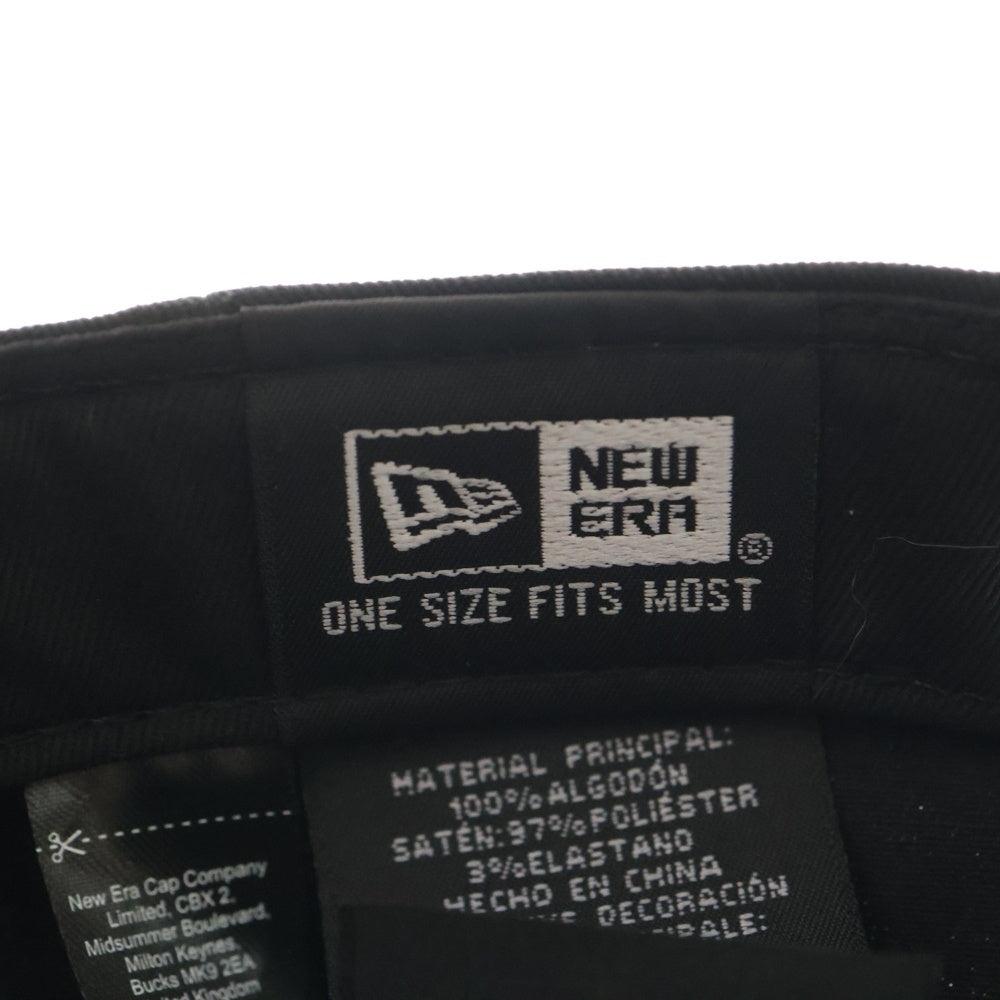 NEW
ERA
®
ONE SIZE FITS MOST
MATERIAL PRINCIPAL:
100% ALGODÓN
SATÉN: 97% POLIÉSTER
3% ELASTANO
HECHO EN CHINA
DECORACIÓN
New Era Cap Company
Limited, CBX 2,
Midsummer Boulevard,
Milton Keynes,
Bucks MK9 2EA
Kingdom